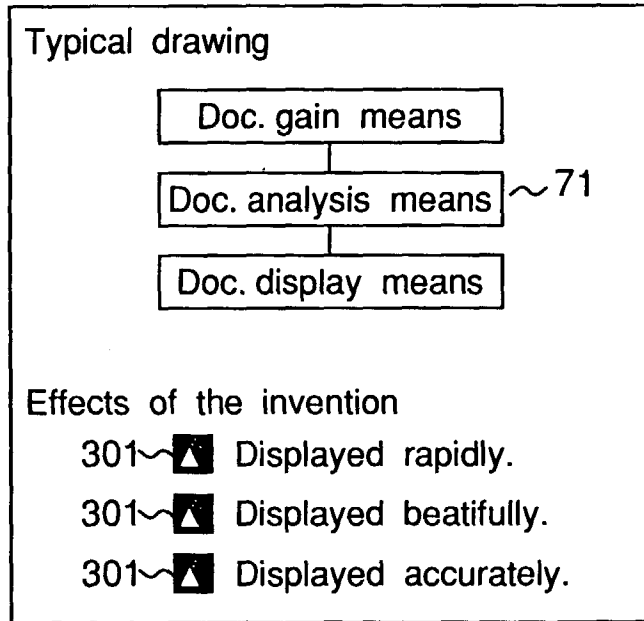 Typical drawing
Doc. gain means
Doc. analysis means 71
Doc. display means
Effects of the invention
301 Displayed rapidly.
301 Displayed beatifully.
301 Displayed accurately.